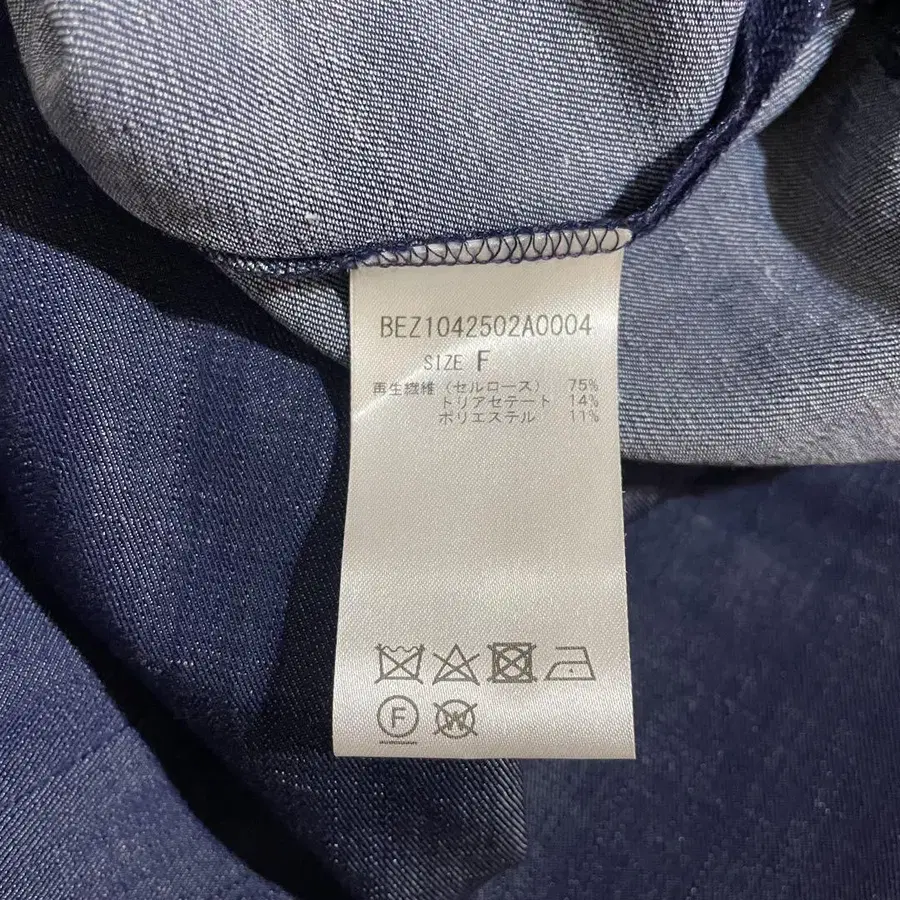 BEZ1042502A0004
SIZE F
再生繊維（セルロース） 75%
トリアセテート 14%
ポリエステル 11%
F
W